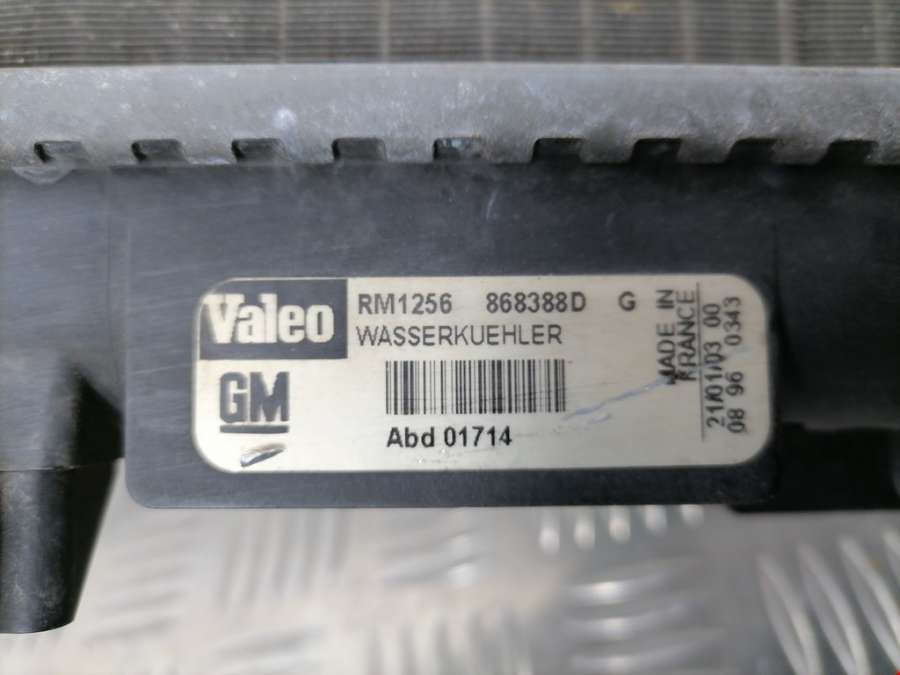 Valeo
RM1256 868388D G
WASSERKUEHLER
GM
Abd 01714
MADE IN
FRANCE
21/01/03 00
08 96 0343